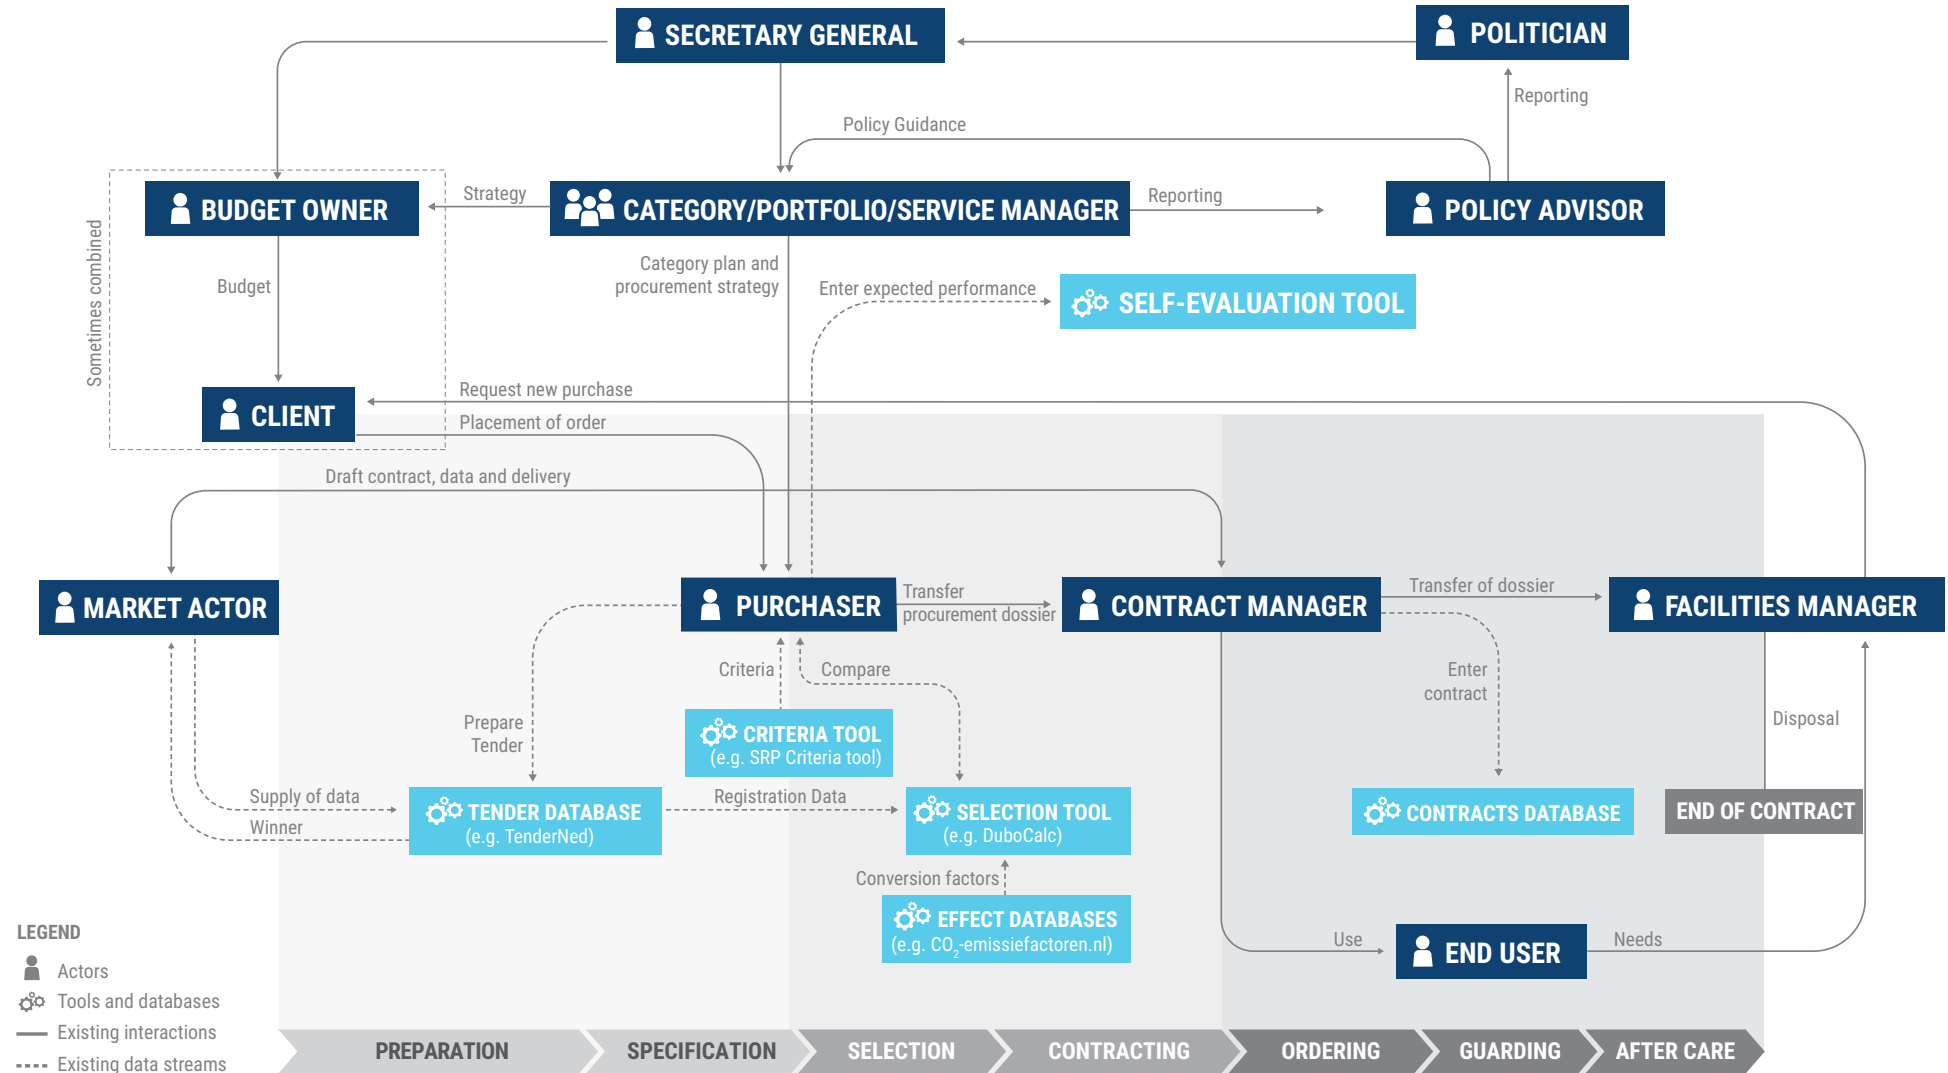 SECRETARY GENERAL
POLITICIAN
Reporting
Policy Guidance
BUDGET OWNER
Strategy
CATEGORY/PORTFOLIO/SERVICE MANAGER
Reporting
POLICY ADVISOR
Sometimes combined
Budget
Category plan and
procurement strategy
Enter expected performance
SELF-EVALUATION TOOL
CLIENT
Request new purchase
Placement of order
Draft contract, data and delivery
MARKET ACTOR
PURCHASER
Transfer
procurement dossier
CONTRACT MANAGER
Transfer of dossier
FACILITIES MANAGER
Criteria
Compare
Enter
contract
Prepare
Tender
CRITERIA TOOL
(e.g. SRP Criteria tool)
Disposal
Supply of data
Winner
TENDER DATABASE
(e.g. TenderNed)
Registration Data
SELECTION TOOL
(e.g. DuboCalc)
CONTRACTS DATABASE
END OF CONTRACT
Conversion factors
EFFECT DATABASES
(e.g. CO₂-emissiefactoren.nl)
Use
END USER
Needs
LEGEND
Actors
Tools and databases
Existing interactions
Existing data streams
PREPARATION
SPECIFICATION
SELECTION
CONTRACTING
ORDERING
GUARDING
AFTER CARE